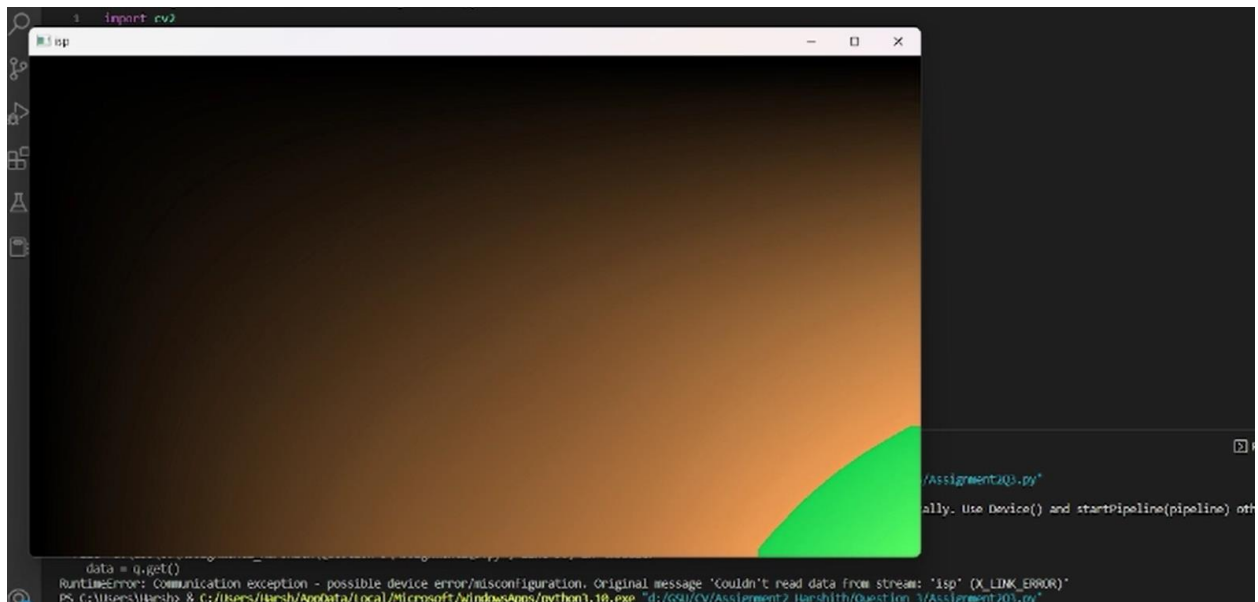 1 import cv2
isp
/Assignment2Q3.py"
ally. Use Device() and startPipeline(pipeline) oth
data = q.get()
RuntimeError: Communication exception - possible device error/misconfiguration. Original message 'Couldn't read data from stream: 'isp' (X_LINK_ERROR)'
PS C:\Users\Harsh> & C:/Users/Harsh/AppData/Local/Microsoft/WindowsApps/python3.10.exe "d:/GSU/CV/Assignment2_Harshith/Question 3/Assignment2Q3.py"